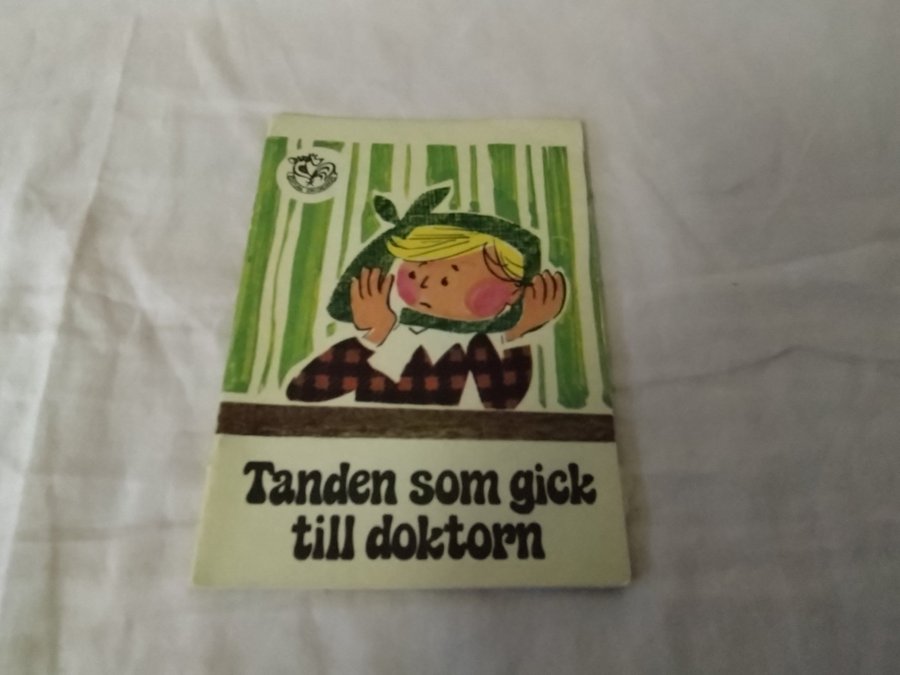 Tanden som gick
till doktorn